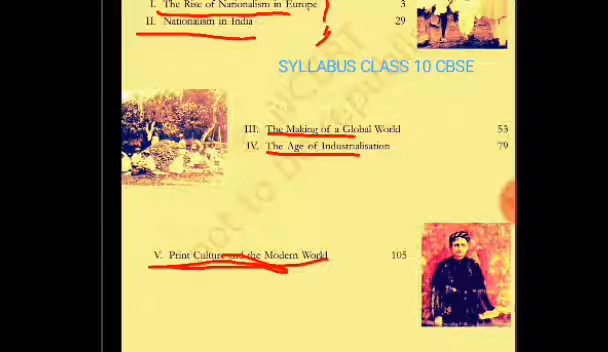 I. The Rise of Nationalism in Europe 3
II. Nationalism in India 29
SYLLABUS CLASS 10 CBSE
III. The Making of a Global World 53
IV. The Age of Industrialisation 79
V. Print Culture and the Modern World 105